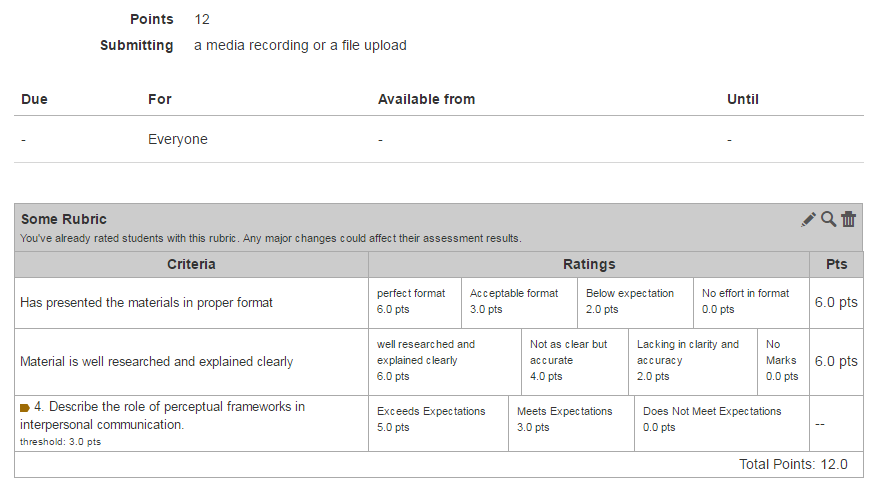 Points 12
Submitting a media recording or a file upload
Due For Available from Until
- Everyone - -
Some Rubric
You've already rated students with this rubric. Any major changes could affect their assessment results.
Criteria Ratings Pts
Has presented the materials in proper format
perfect format
6.0 pts
Acceptable format
3.0 pts
Below expectation
2.0 pts
No effort in format
0.0 pts
6.0 pts
Material is well researched and explained clearly
well researched and
explained clearly
6.0 pts
Not as clear but
accurate
4.0 pts
Lacking in clarity and
accuracy
2.0 pts
No
Marks
0.0 pts
6.0 pts
4. Describe the role of perceptual frameworks in
interpersonal communication.
threshold: 3.0 pts
Exceeds Expectations
5.0 pts
Meets Expectations
3.0 pts
Does Not Meet Expectations
0.0 pts
--
Total Points: 12.0